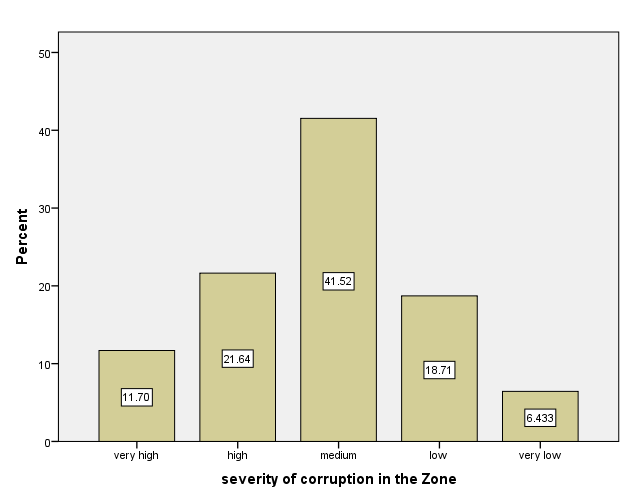 Percent
50
40
30
20
10
0
11.70
21.64
41.52
18.71
6.433
very high
high
medium
low
very low
severity of corruption in the Zone